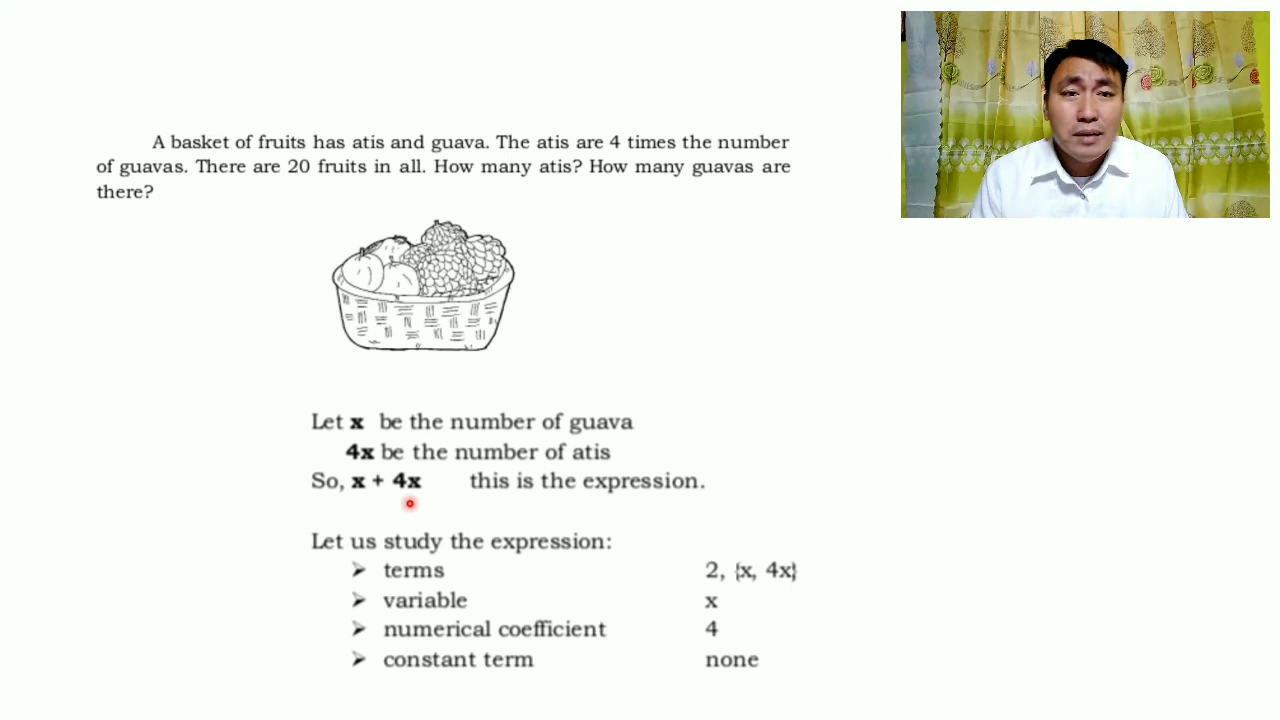 A basket of fruits has atis and guava. The atis are 4 times the number
of guavas. There are 20 fruits in all. How many atis? How many guavas are
there?
Let x be the number of guava
4x be the number of atis
So, x + 4x this is the expression.
Let us study the expression:
➢ terms 2, {x, 4x}
➢ variable x
➢ numerical coefficient 4
➢ constant term none